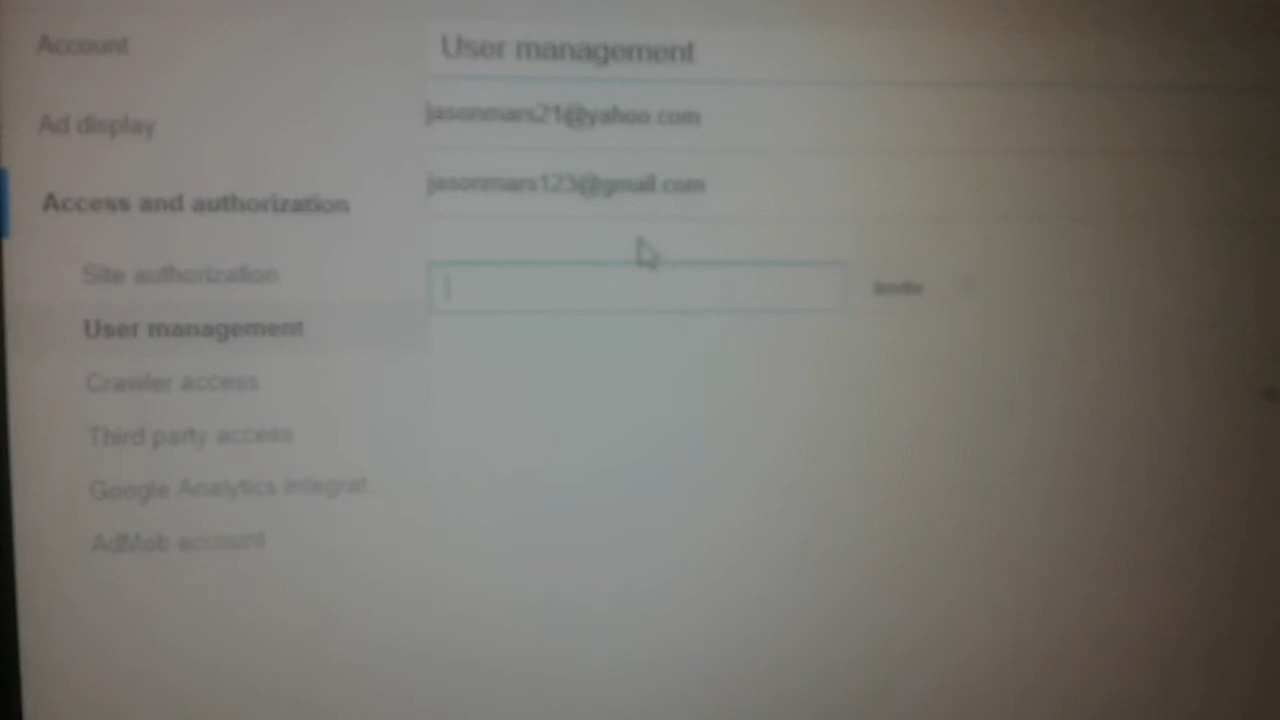 Account
User management
Ad display
jasonmars21@yahoo.com
jasonmars123@gmail.com
Access and authorization
Site authorization
Invite
User management
Crawler access
Third party access
Google Analytics integrat.
AdMob account